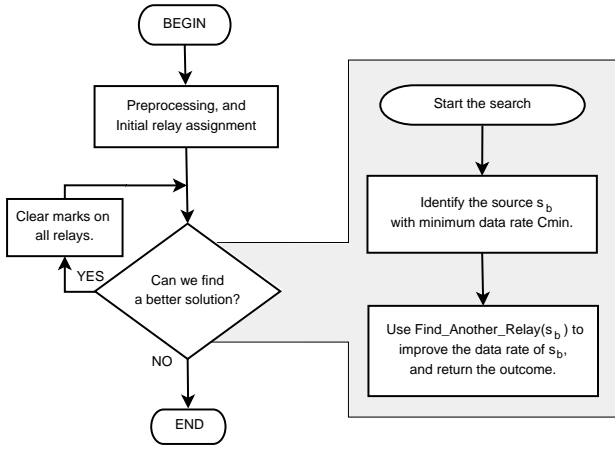 BEGIN
Preprocessing, and
Initial relay assignment
Clear marks on
all relays.
YES
Can we find
a better solution?
NO
END
Start the search
Identify the source s_b
with minimum data rate Cmin.
Use Find_Another_Relay(s_b) to
improve the data rate of s_b,
and return the outcome.